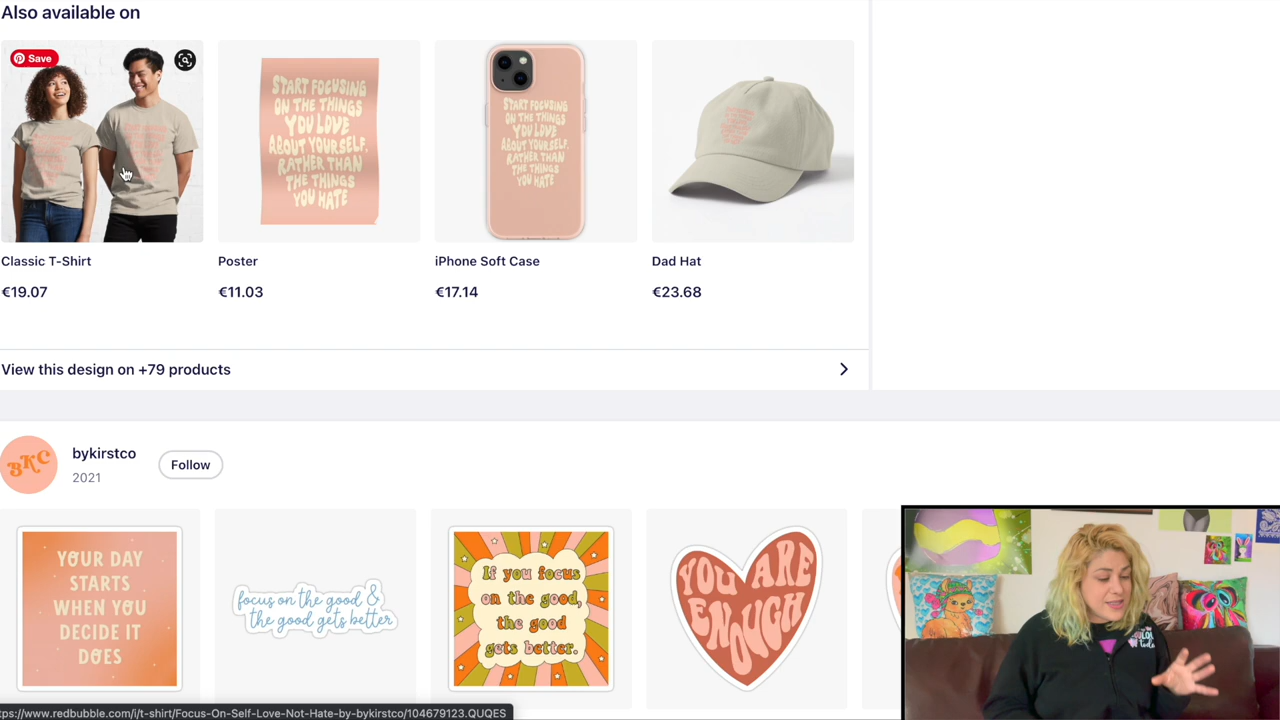 Also available on
Save
START FOCUSING
ON THE THINGS
YOU LOVE
ABOUT YOURSELF,
RATHER THAN
THE THINGS
YOU HATE
START FOCUSING
ON THE THINGS
YOU LOVE
ABOUT YOURSELF,
RATHER THAN
THE THINGS
YOU HATE
Classic T-Shirt
Poster
iPhone Soft Case
Dad Hat
€19.07
€11.03
€17.14
€23.68
View this design on +79 products
BKC
bykirstco
2021
Follow
YOUR DAY
STARTS
WHEN YOU
DECIDE IT
DOES
focus on the good &
the good gets better
If you focus
on the good,
the good
gets better.
YOU ARE
ENOUGH
tps://www.redbubble.com/i/t-shirt/Focus-On-Self-Love-Not-Hate-by-bykirstco/104679123.QUQES